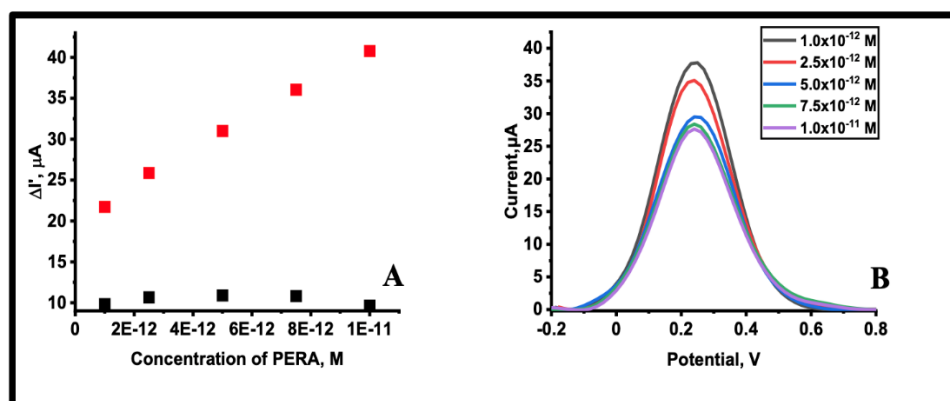 40
35
30
25
20
15
10
ΔI', µA
0
2E-12
4E-12
6E-12
8E-12
1E-11
Concentration of PERA, M
A
40
35
30
25
20
15
10
5
0
Current,µA
-0.2
0
0.2
0.4
0.6
0.8
Potential, V
1.0x10⁻¹² M
2.5x10⁻¹² M
5.0x10⁻¹² M
7.5x10⁻¹² M
1.0x10⁻¹¹ M
B